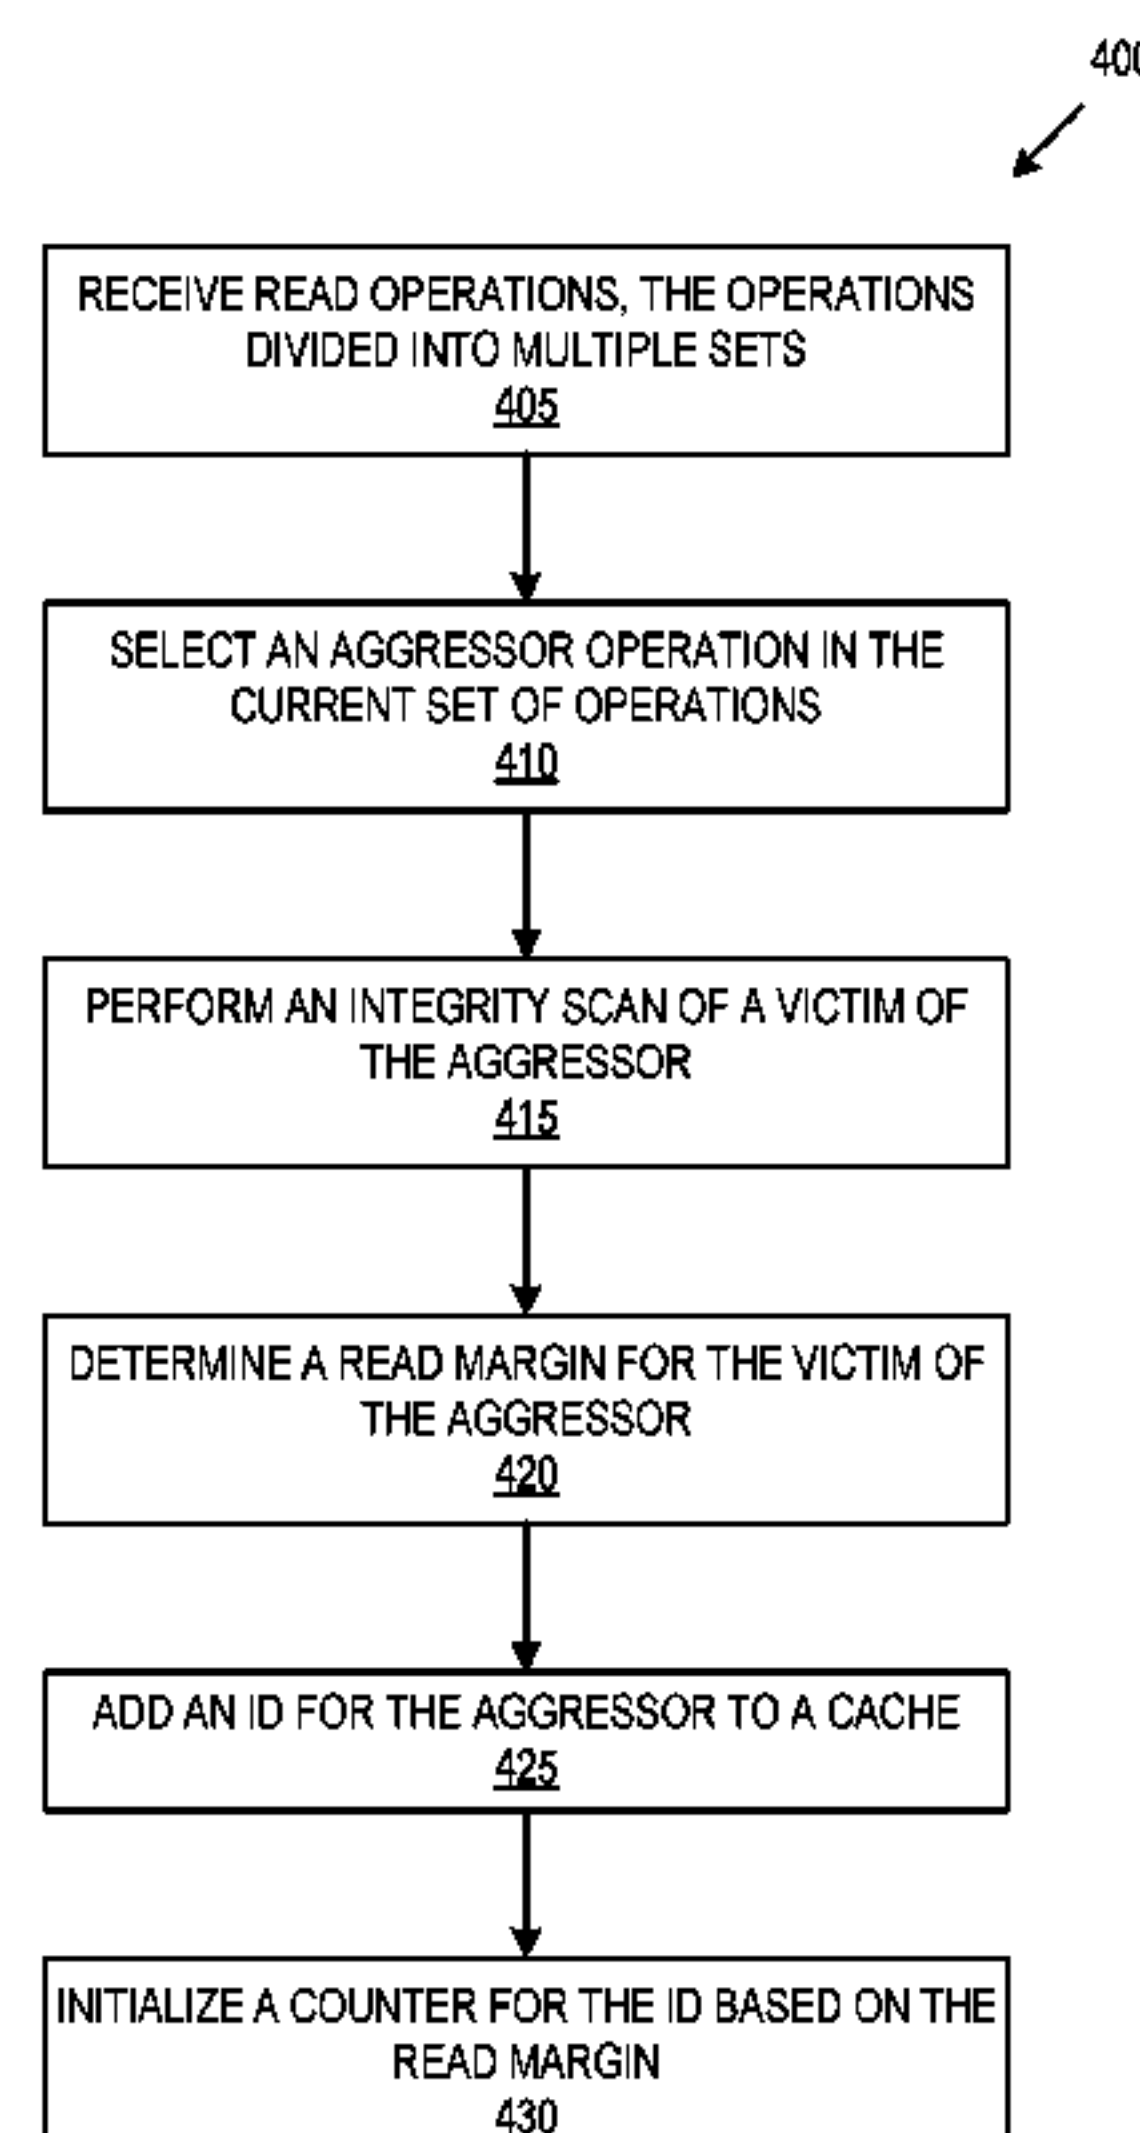 400
RECEIVE READ OPERATIONS, THE OPERATIONS
DIVIDED INTO MULTIPLE SETS
405
SELECT AN AGGRESSOR OPERATION IN THE
CURRENT SET OF OPERATIONS
410
PERFORM AN INTEGRITY SCAN OF A VICTIM OF
THE AGGRESSOR
415
DETERMINE A READ MARGIN FOR THE VICTIM OF
THE AGGRESSOR
420
ADD AN ID FOR THE AGGRESSOR TO A CACHE
425
INITIALIZE A COUNTER FOR THE ID BASED ON THE
READ MARGIN
430